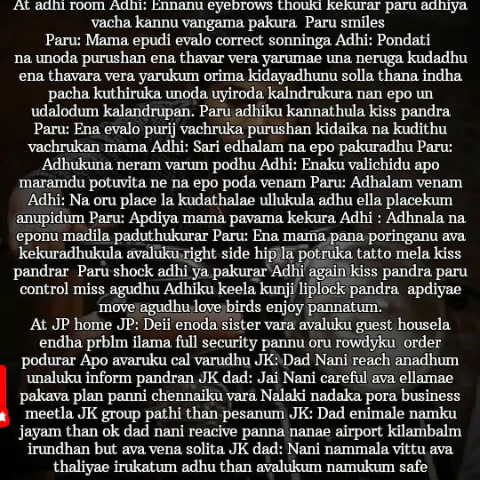 At adhi room Adhi: Ennanu eyebrows thouki kekurar paru adhiya
vacha kannu vangama pakura  Paru smiles
Paru: Mama epudi evalo correct sonninga Adhi: Pondati
na unoda purushan ena thavar vera yarumae una neruga kudadhu
ena thavara vera yarukum orima kidayadhunu solla thana indha
pacha kuthiruka unoda uyiroda kalndrukura nan epo un
udalodum kalandrupan. Paru adhiku kannathula kiss pandra
Paru: Ena evalo purij vachruka purushan kidaika na kudithu
vachrukan mama Adhi: Sari edhalam na epo pakuradhu Paru:
Adhukuna neram varum podhu Adhi: Enaku valichidu apo
maramdu potuvita ne na epo poda venam Paru: Adhalam venam
Adhi: Na oru place la kudathalae ullukula adhu ella placekum
anupidum Paru: Apdiya mama pavama kekura Adhi : Adhnala na
eponu madila paduthukurar Paru: Ena mama pana poringanu ava
kekuradhukula avaluku right side hip la potruka tatto mela kiss
pandrar  Paru shock adhi ya pakurar Adhi again kiss pandra paru
control miss agudhu Adhiku keela kunji liplock pandra  apdiyae
move agudhu love birds enjoy pannatum.
At JP home JP: Deii enoda sister vara avaluku guest housela
endha prblm ilama full security pannu oru rowdyku  order
podurar Apo avaruku cal varudhu JK: Dad Nani reach anadhum
unaluku inform pandran JK dad: Jai Nani careful ava ellamae
pakava plan panni chennaiku vara Nalaki nadaka pora business
meetla JK group pathi than pesanum JK: Dad enimale namku
jayam than ok dad nani reacive panna nanae airport kilambalm
irundhan but ava vena solita JK dad: Nani nammala vittu ava
thaliyae irukatum adhu than avalukum namukum safe